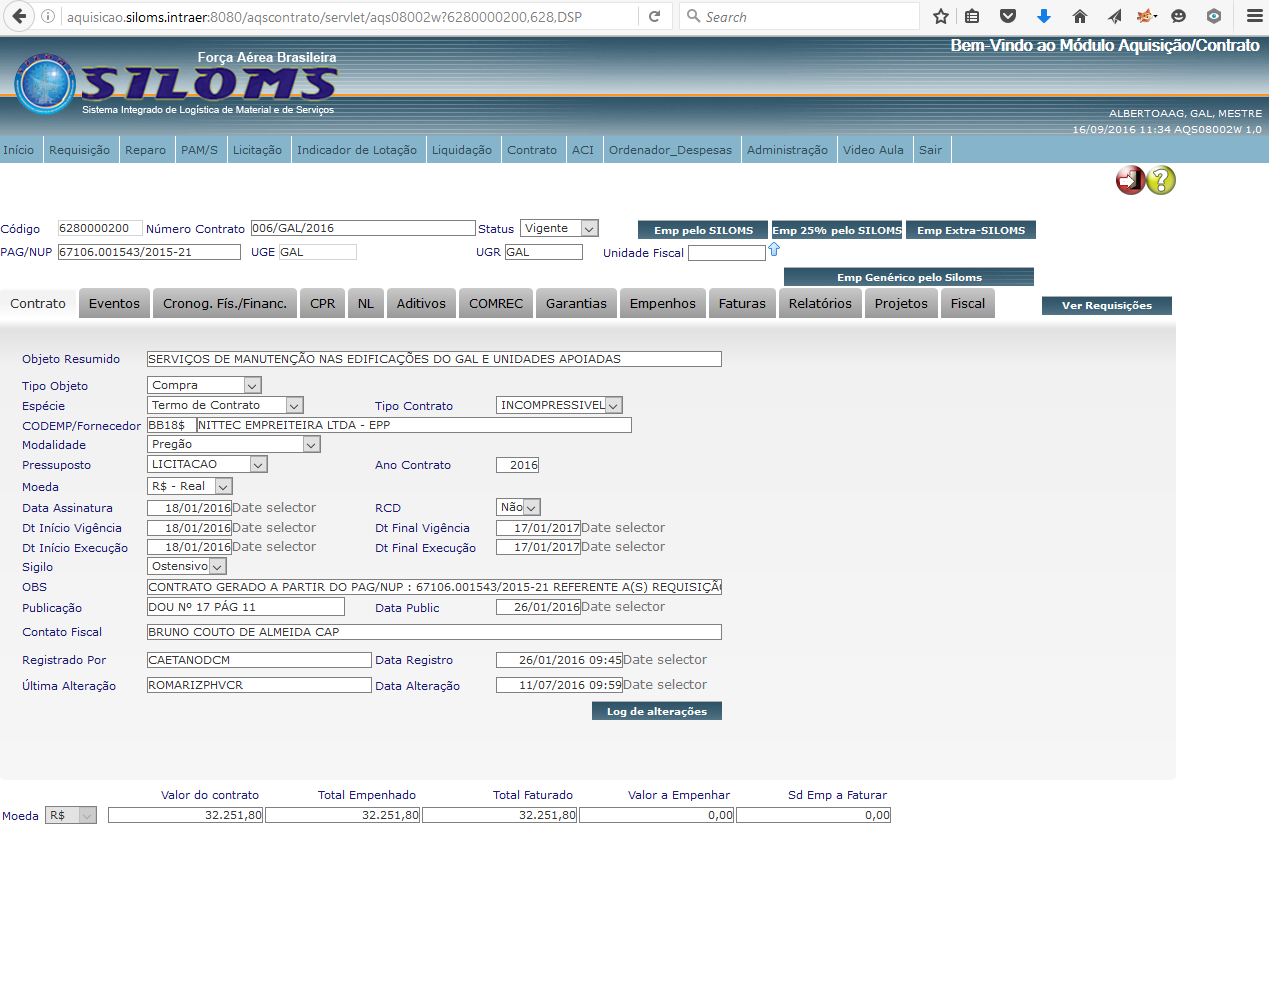 aquisicao.siloms.intraer:8080/aqscontrato/servlet/aqs08002w?6280000200,628,DSP
Search
Bem-Vindo ao Módulo Aquisição/Contrato
Força Aérea Brasileira
SILOMS
Sistema Integrado de Logística de Material e de Serviços
ALBERTOAAG, GAL, MESTRE
16/09/2016 11:34 AQS08002W 1.0
Início Requisição Reparo PAM/S Licitação Indicador de Lotação Liquidação Contrato ACI Ordenador_Despesas Administração Video Aula Sair
Código 6280000200 Número Contrato 006/GAL/2016 Status Vigente Emp pelo SILOMS Emp 25% pelo SILOMS Emp Extra-SILOMS
PAG/NUP 67106.001543/2015-21 UGE GAL UGR GAL Unidade Fiscal
Emp Genérico pelo Siloms
Contrato Eventos Cronog. Fís./Financ. CPR NL Aditivos COMREC Garantias Empenhos Faturas Relatórios Projetos Fiscal Ver Requisições
Objeto Resumido SERVIÇOS DE MANUTENÇÃO NAS EDIFICAÇÕES DO GAL E UNIDADES APOIADAS
Tipo Objeto Compra
Espécie Termo de Contrato Tipo Contrato INCOMPRESSIVEL
CODEMP/Fornecedor BB18$ NITTEC EMPREITEIRA LTDA - EPP
Modalidade Pregão
Pressuposto LICITACAO Ano Contrato 2016
Moeda R$ - Real
Data Assinatura 18/01/2016 Date selector RCD Não
Dt Início Vigência 18/01/2016 Date selector Dt Final Vigência 17/01/2017 Date selector
Dt Início Execução 18/01/2016 Date selector Dt Final Execução 17/01/2017 Date selector
Sigilo Ostensivo
OBS CONTRATO GERADO A PARTIR DO PAG/NUP : 67106.001543/2015-21 REFERENTE A(S) REQUISIÇÃ
Publicação DOU Nº 17 PÁG 11 Data Public 26/01/2016 Date selector
Contato Fiscal BRUNO COUTO DE ALMEIDA CAP
Registrado Por CAETANODCM Data Registro 26/01/2016 09:45 Date selector
Última Alteração ROMARIZPHVCR Data Alteração 11/07/2016 09:59 Date selector
Log de alterações
Valor do contrato Total Empenhado Total Faturado Valor a Empenhar Sd Emp a Faturar
Moeda R$ 32.251,80 32.251,80 32.251,80 0,00 0,00